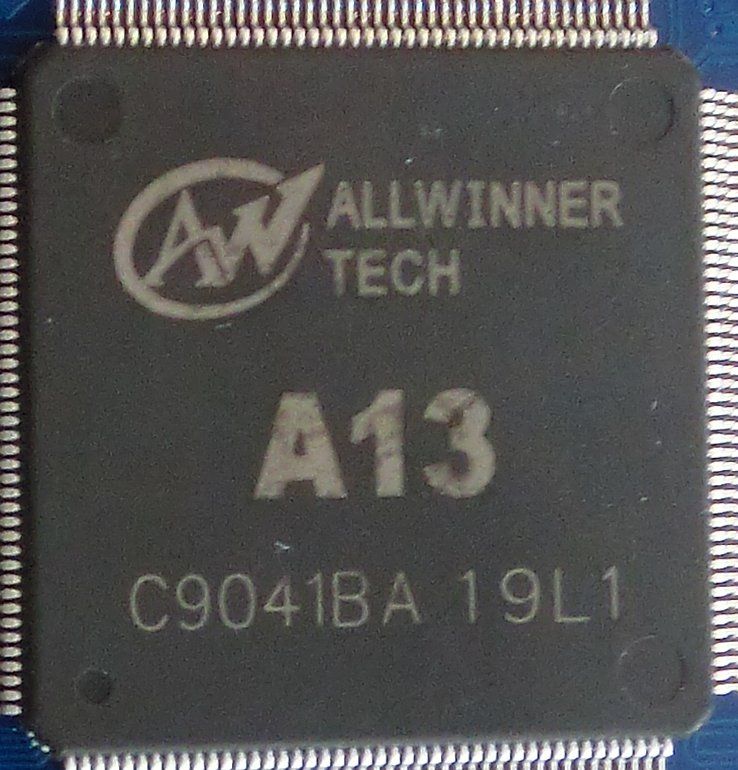 AW ALLWINNER
TECH
A13
C9041BA 19L1